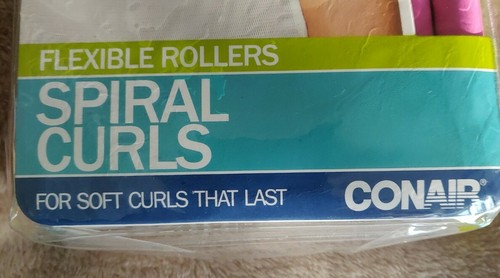 FLEXIBLE ROLLERS
SPIRAL
CURLS
FOR SOFT CURLS THAT LAST
CONAIR®